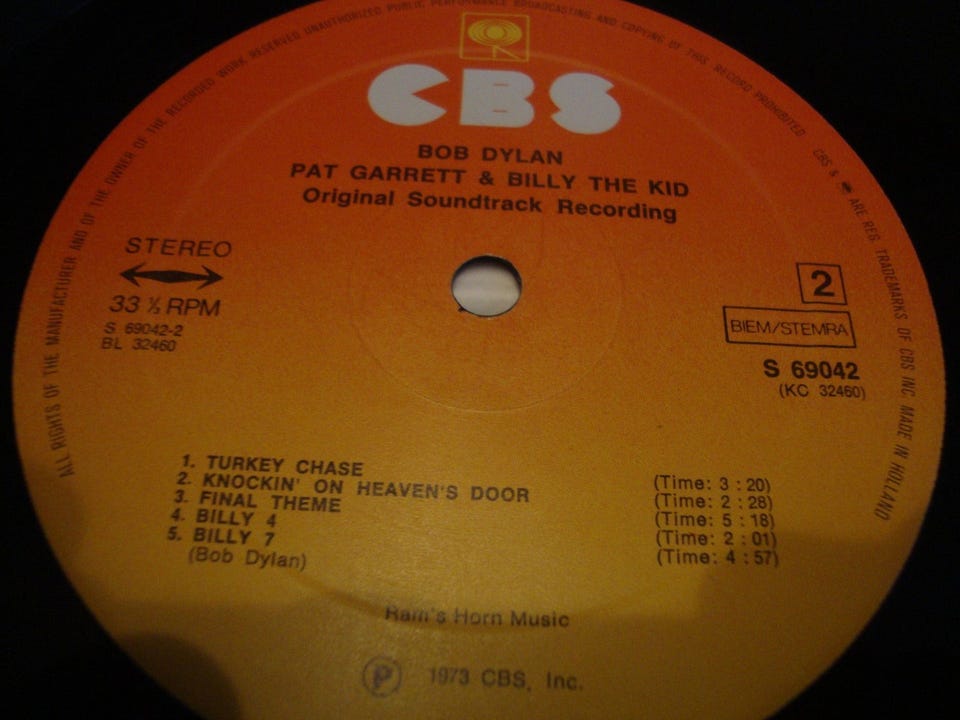 ALL RIGHTS OF THE MANUFACTURER AND OF THE OWNER OF THE RECORDED WORK RESERVED UNAUTHORIZED PUBLIC PERFORMANCE BROADCASTING AND COPYING OF THIS RECORD PROHIBITED
CBS & ARE REG. TRADEMARKS OF CBS INC. MADE IN HOLLAND
CBS
BOB DYLAN
PAT GARRETT & BILLY THE KID
Original Soundtrack Recording
STEREO
33 ⅓ RPM
S 69042-2
BL 32460
2
BIEM/STEMRA
S 69042
(KC 32460)
1. TURKEY CHASE (Time: 3 : 20)
2. KNOCKIN' ON HEAVEN'S DOOR (Time: 2 : 28)
3. FINAL THEME (Time: 5 : 18)
4. BILLY 4 (Time: 2 : 01)
5. BILLY 7 (Time: 4 : 57)
(Bob Dylan)
Ram's Horn Music
Ⓟ 1973 CBS, Inc.